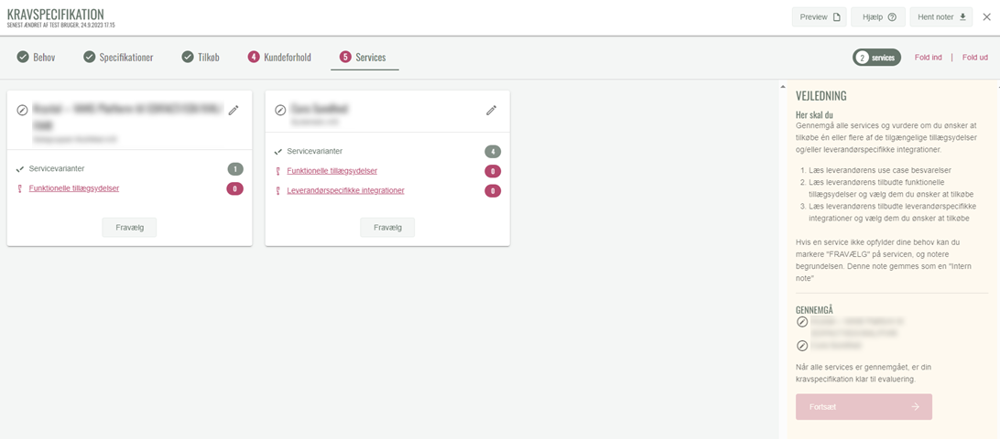 KRAVSPECIFIKATION
SENEST ÆNDRET AF TEST BRUGER, 24.9.2023 17.15
Preview
Hjælp
Hent noter
Behov
Specifikationer
Tilkøb
4 Kundeforhold
5 Services
2 services
Fold ind | Fold ud
Servicevarianter 1
Funktionelle tillægsydelser 0
Fravælg
Servicevarianter 4
Funktionelle tillægsydelser 0
Leverandørspecifikke integrationer 0
Fravælg
VEJLEDNING
Her skal du
Gennemgå alle services og vurdere om du ønsker at
tilkøbe én eller flere af de tilgængelige tillægsydelser
og/eller leverandørspecifikke integrationer.
1. Læs leverandørens use case besvarelser
2. Læs leverandørens tilbudte funktionelle
tillægsydelser og vælg dem du ønsker at tilkøbe
3. Læs leverandørens tilbudte leverandørspecifikke
integrationer og vælg dem du ønsker at tilkøbe
Hvis en service ikke opfylder dine behov kan du
markere "FRAVÆLG" på servicen, og notere
begrundelsen. Denne note gemmes som en "Intern
note"
GENNEMGÅ
Når alle services er gennemgået, er din
kravspecifikation klar til evaluering.
Fortsæt